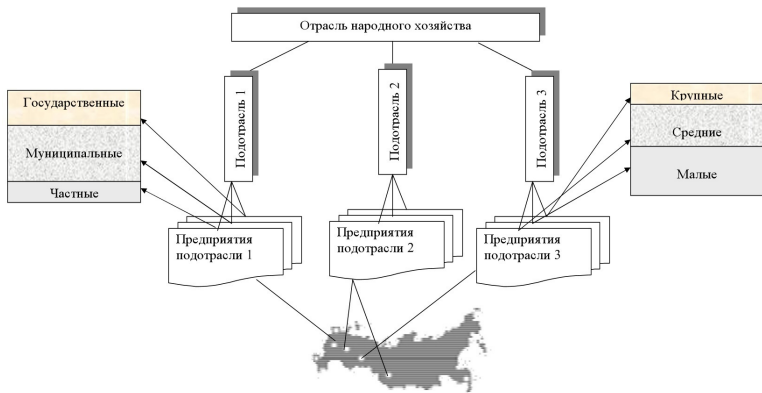 Отрасль народного хозяйства
Подотрасль 1
Подотрасль 2
Подотрасль 3
Государственные
Муниципальные
Частные
Крупные
Средние
Малые
Предприятия
подотрасли 1
Предприятия
подотрасли 2
Предприятия
подотрасли 3